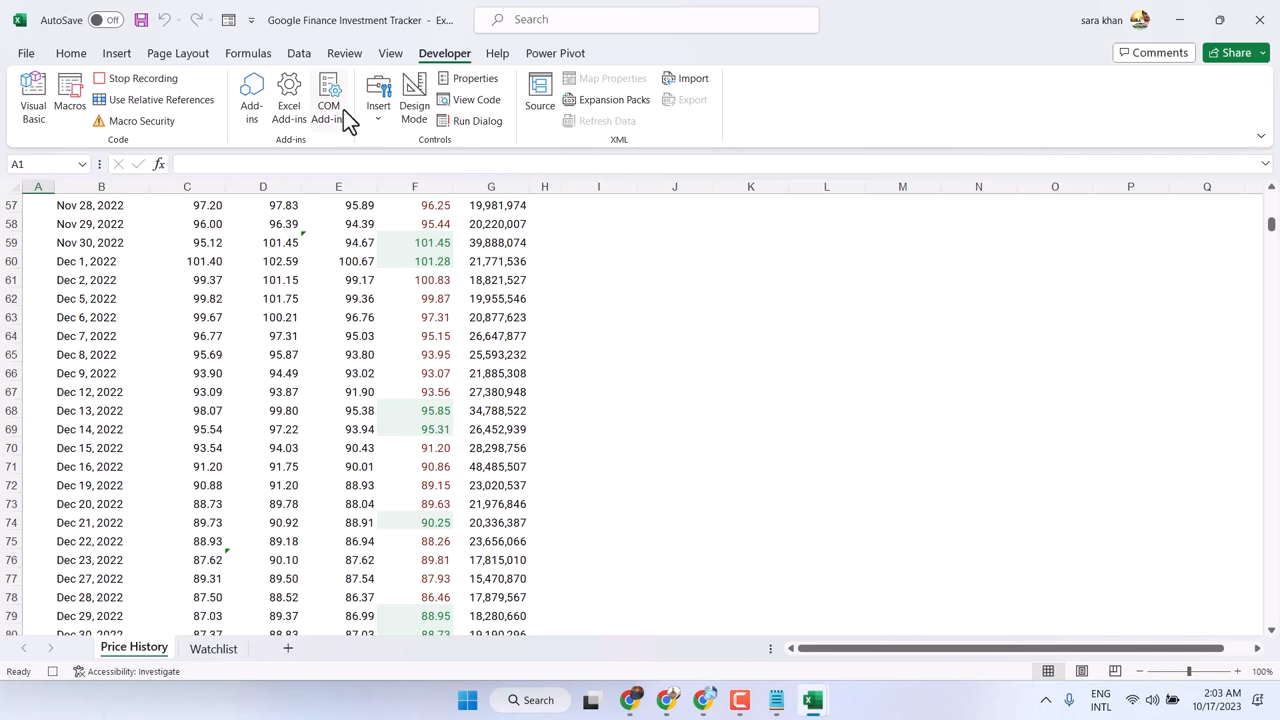 AutoSave Off Google Finance Investment Tracker - Ex... Search sara khan
File Home Insert Page Layout Formulas Data Review View Developer Help Power Pivot Comments Share
Visual Basic
Macros
Stop Recording
Use Relative References
Macro Security
Code
Add-ins
Excel Add-ins
COM Add-in
Add-ins
Insert
Design Mode
Properties
View Code
Run Dialog
Controls
Source
Map Properties
Expansion Packs
Refresh Data
Import
Export
XML
A1 fx
A B C D E F G H I J K L M N O P Q
57 Nov 28, 2022 97.20 97.83 95.89 96.25 19,981,974
58 Nov 29, 2022 96.00 96.39 94.39 95.44 20,220,007
59 Nov 30, 2022 95.12 101.45 94.67 101.45 39,888,074
60 Dec 1, 2022 101.40 102.59 100.67 101.28 21,771,536
61 Dec 2, 2022 99.37 101.15 99.17 100.83 18,821,527
62 Dec 5, 2022 99.82 101.75 99.36 99.87 19,955,546
63 Dec 6, 2022 99.67 100.21 96.76 97.31 20,877,623
64 Dec 7, 2022 96.77 97.31 95.03 95.15 26,647,877
65 Dec 8, 2022 95.69 95.87 93.80 93.95 25,593,232
66 Dec 9, 2022 93.90 94.49 93.02 93.07 21,885,308
67 Dec 12, 2022 93.09 93.87 91.90 93.56 27,380,948
68 Dec 13, 2022 98.07 99.80 95.38 95.85 34,788,522
69 Dec 14, 2022 95.54 97.22 93.94 95.31 26,452,939
70 Dec 15, 2022 93.54 94.03 90.43 91.20 28,298,756
71 Dec 16, 2022 91.20 91.75 90.01 90.86 48,485,507
72 Dec 19, 2022 90.88 91.20 88.93 89.15 23,020,537
73 Dec 20, 2022 88.73 89.78 88.04 89.63 21,976,846
74 Dec 21, 2022 89.73 90.92 88.91 90.25 20,336,387
75 Dec 22, 2022 88.93 89.18 86.94 88.26 23,656,066
76 Dec 23, 2022 87.62 90.10 87.62 89.81 17,815,010
77 Dec 27, 2022 89.31 89.50 87.54 87.93 15,470,870
78 Dec 28, 2022 87.50 88.52 86.37 86.46 17,879,567
79 Dec 29, 2022 87.03 89.37 86.99 88.95 18,280,660
80 Dec 30, 2022 87.37 88.83 87.03 88.73 19,190,296
Price History Watchlist
Ready Accessibility: Investigate 100%
Search ENG INTL 2:03 AM 10/17/2023